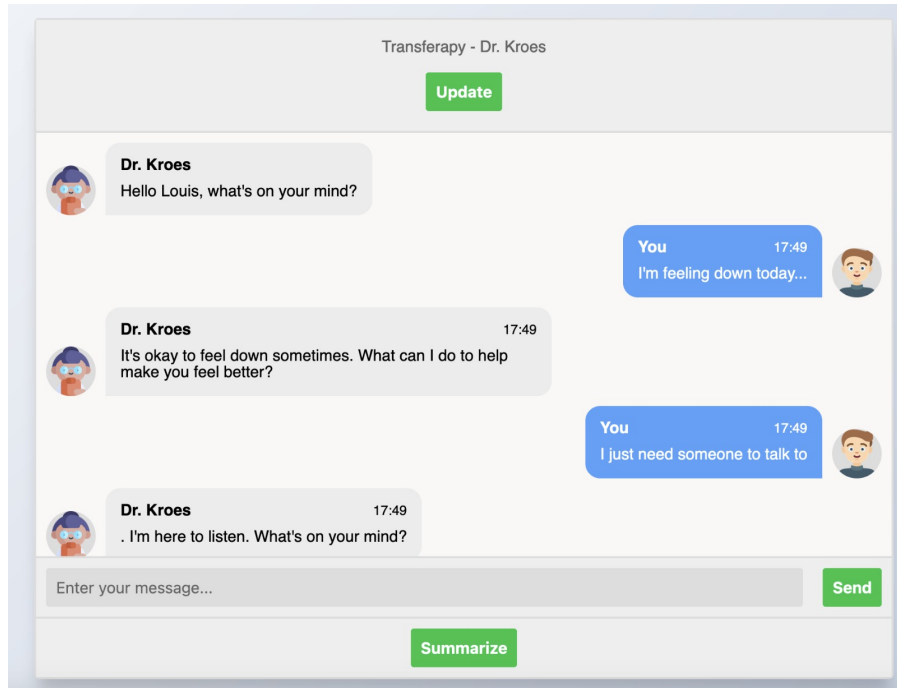 Transferapy - Dr. Kroes
Update
Dr. Kroes
Hello Louis, what's on your mind?
You 17:49
I'm feeling down today...
Dr. Kroes 17:49
It's okay to feel down sometimes. What can I do to help
make you feel better?
You 17:49
I just need someone to talk to
Dr. Kroes 17:49
. I'm here to listen. What's on your mind?
Enter your message...
Send
Summarize